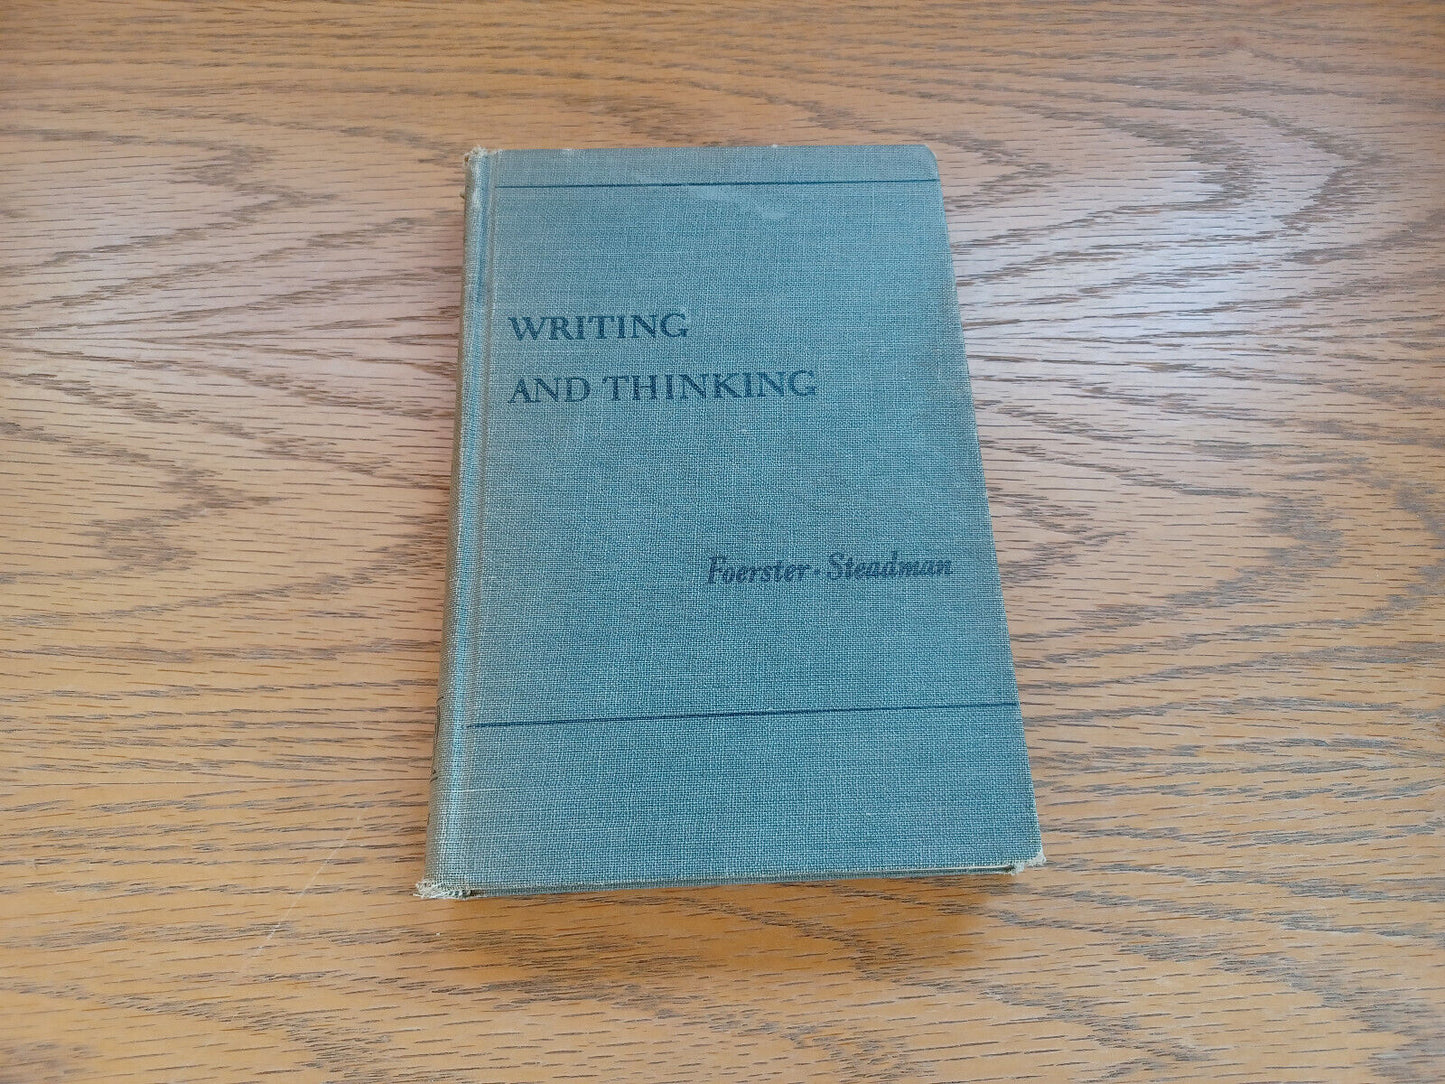 WRITING
AND THINKING
Foerster · Steadman